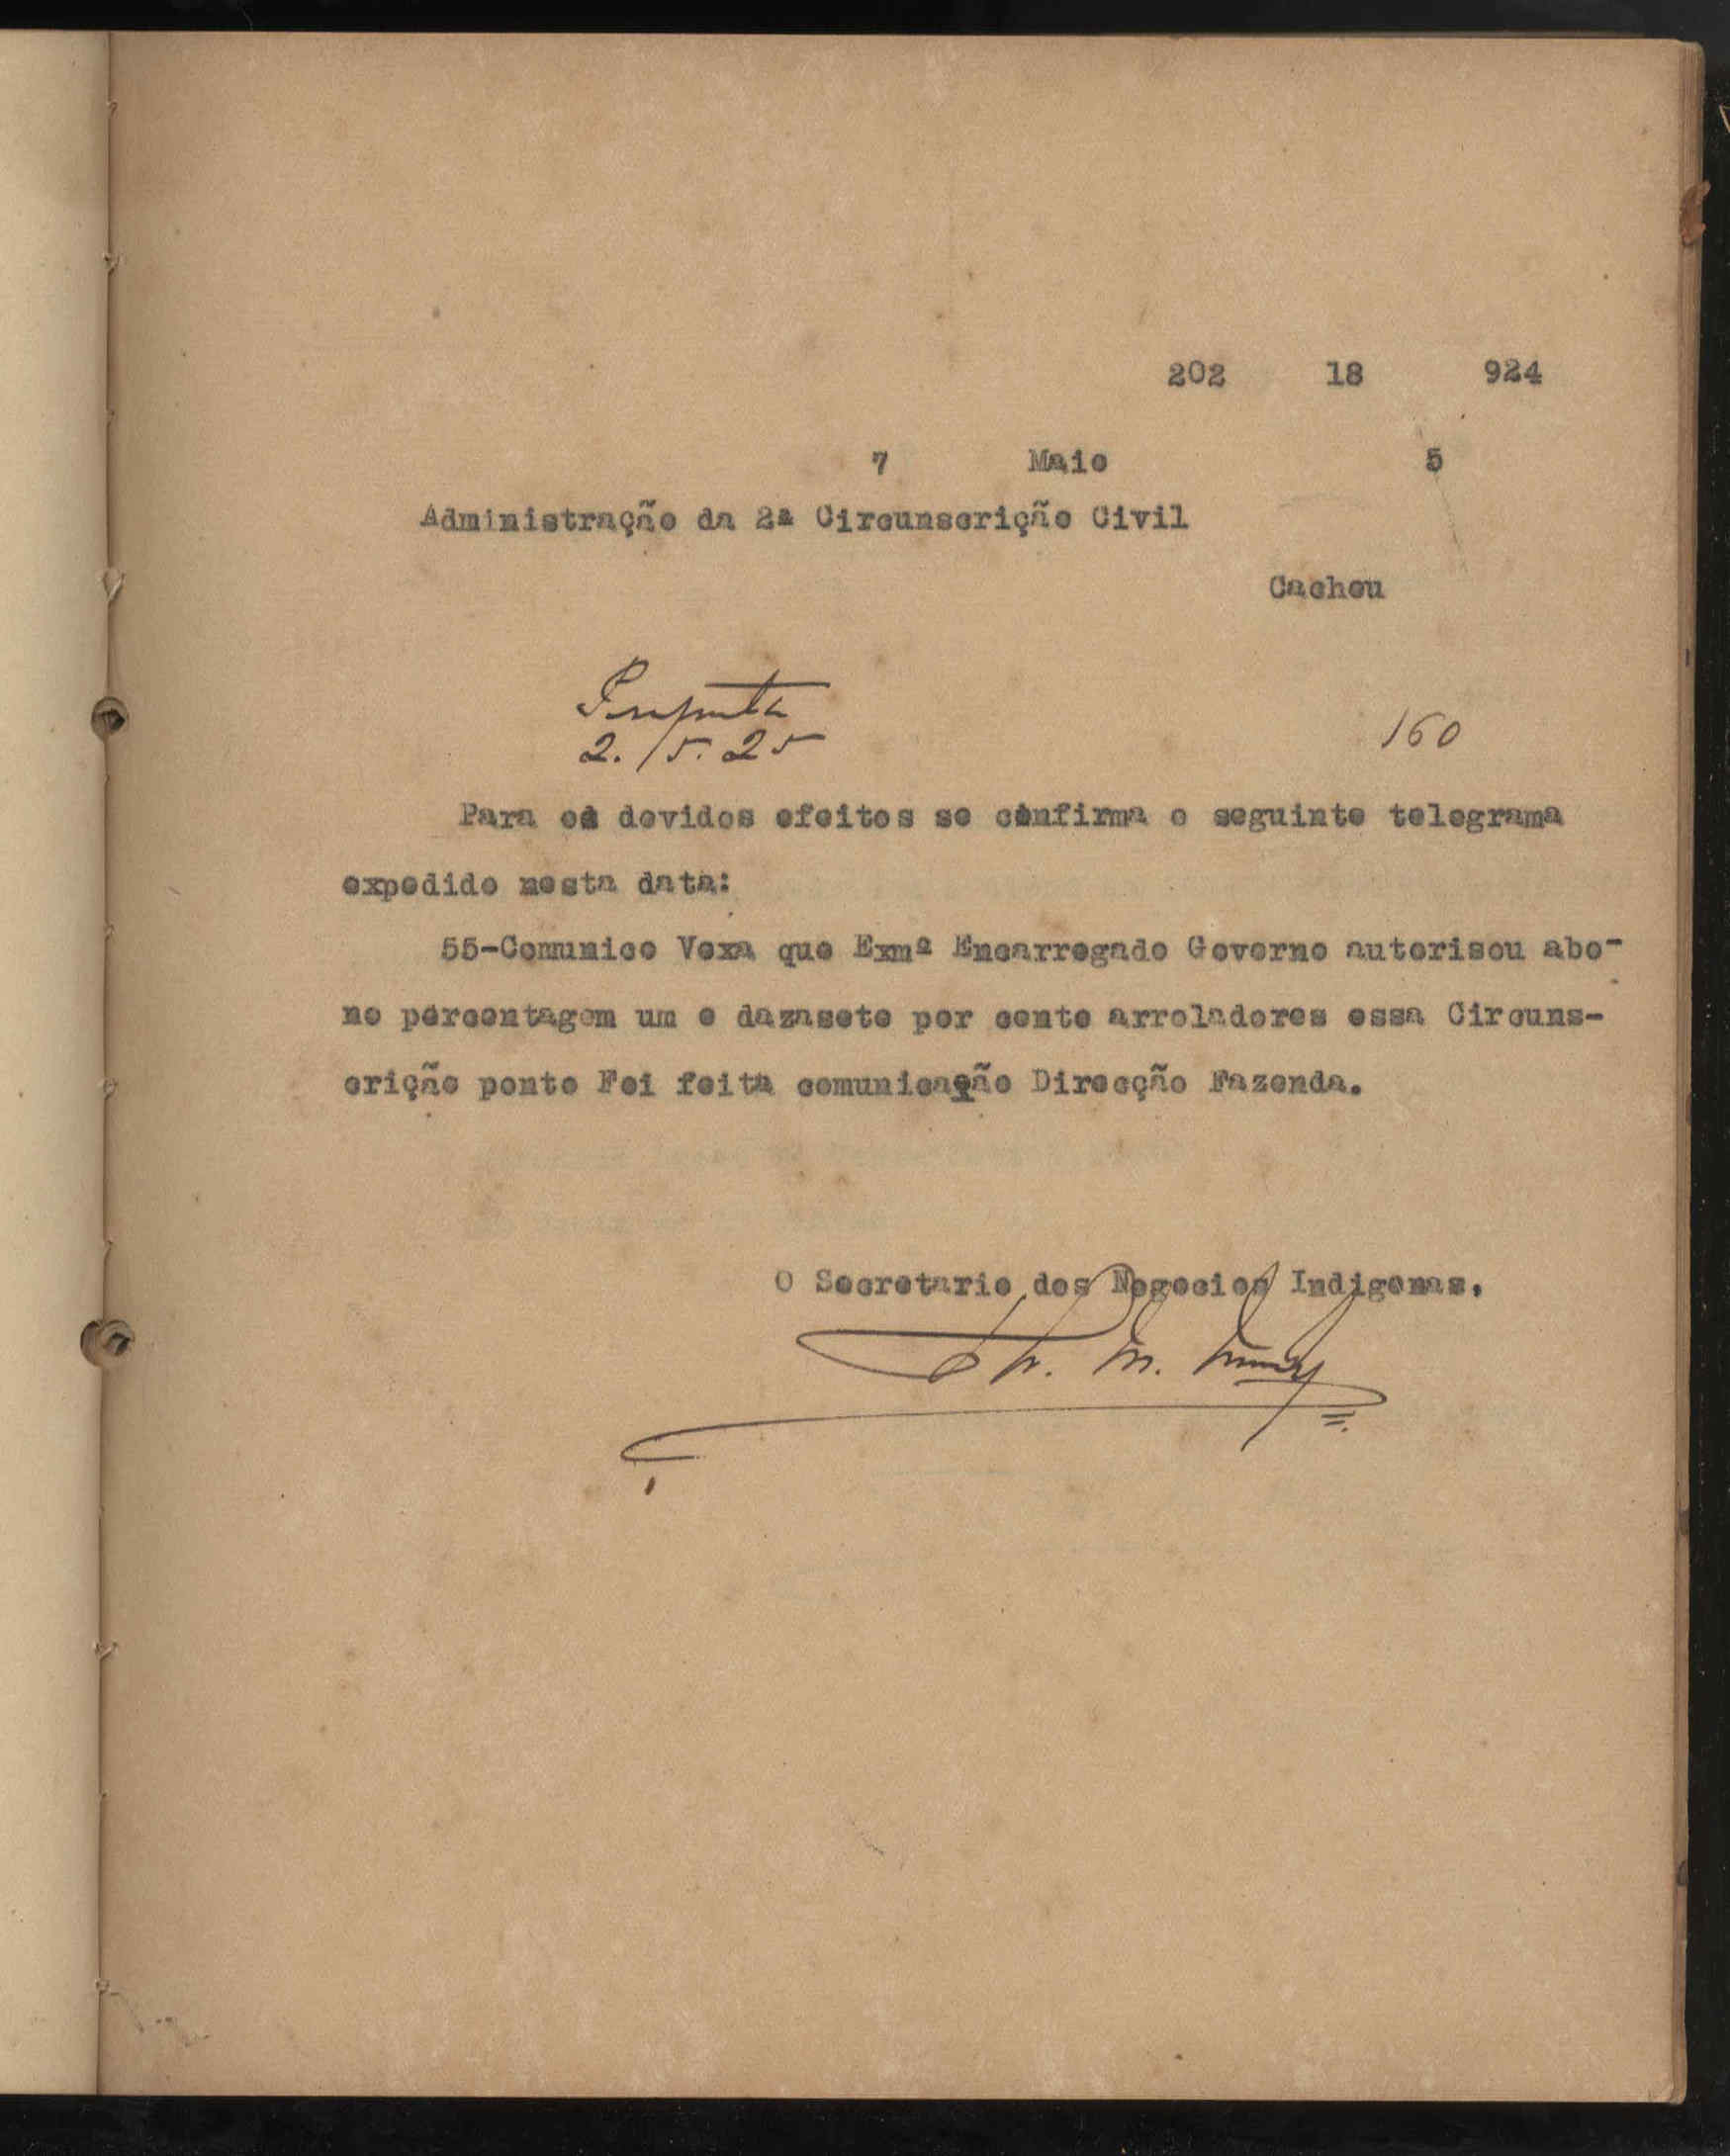 202 18 924
7 Maio 5
Administração da 2ª Circunscrição Civil
Cacheu
2./5.25
160
Para os devidos efeitos se confirma o seguinte telegrama
expedido nesta data:
55-Comunico Vexa que Exmº Encarregado Governo autorisou abo-
no percentagem um e dazasete por cento arroladores essa Circuns-
crição ponto Foi feita comunicação Direcção Fazenda.
O Secretario dos Negocios Indigenas.